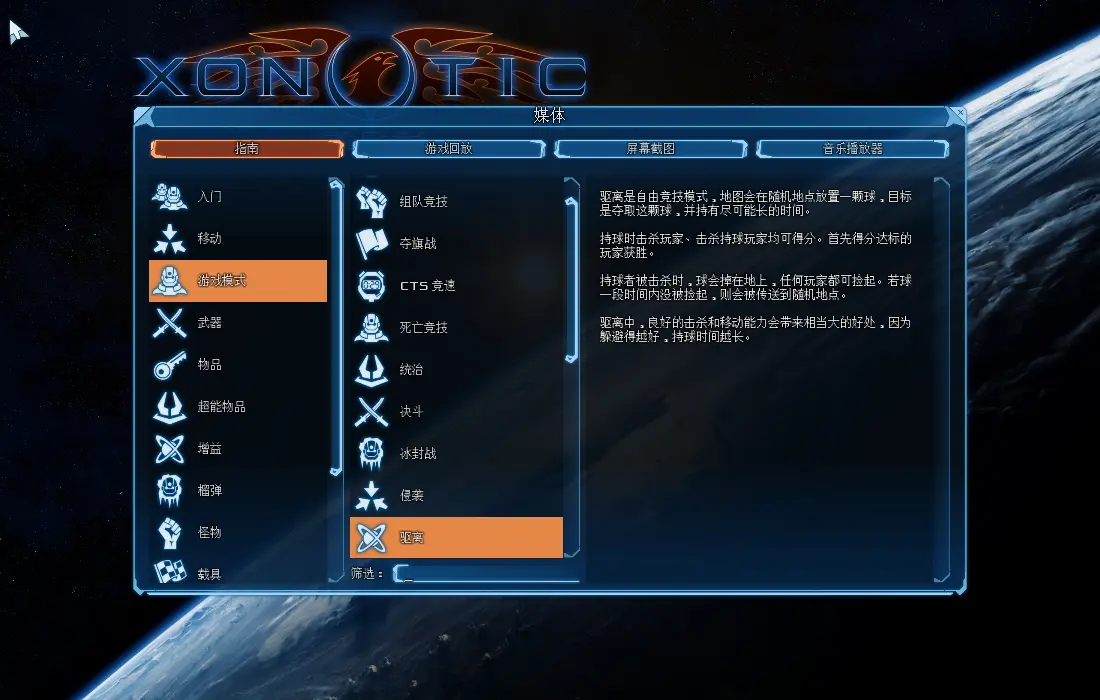 XONOTIC
媒体
指南
游戏回放
屏幕截图
音乐播放器
入门
移动
游戏模式
武器
物品
超能物品
增益
榴弹
怪物
载具
组队竞技
夺旗战
CTS 竞速
死亡竞技
统治
决斗
冰封战
侵袭
驱离
筛选：
驱离是自由竞技模式，地图会在随机地点放置一颗球，目标
是夺取这颗球，并持有尽可能长的时间。
持球时击杀玩家、击杀持球玩家均可得分。首先得分达标的
玩家获胜。
持球者被击杀时，球会掉在地上，任何玩家都可捡起。若球
一段时间内没被捡起，则会被传送到随机地点。
驱离中，良好的击杀和移动能力会带来相当大的好处，因为
躲避得越好，持球时间越长。